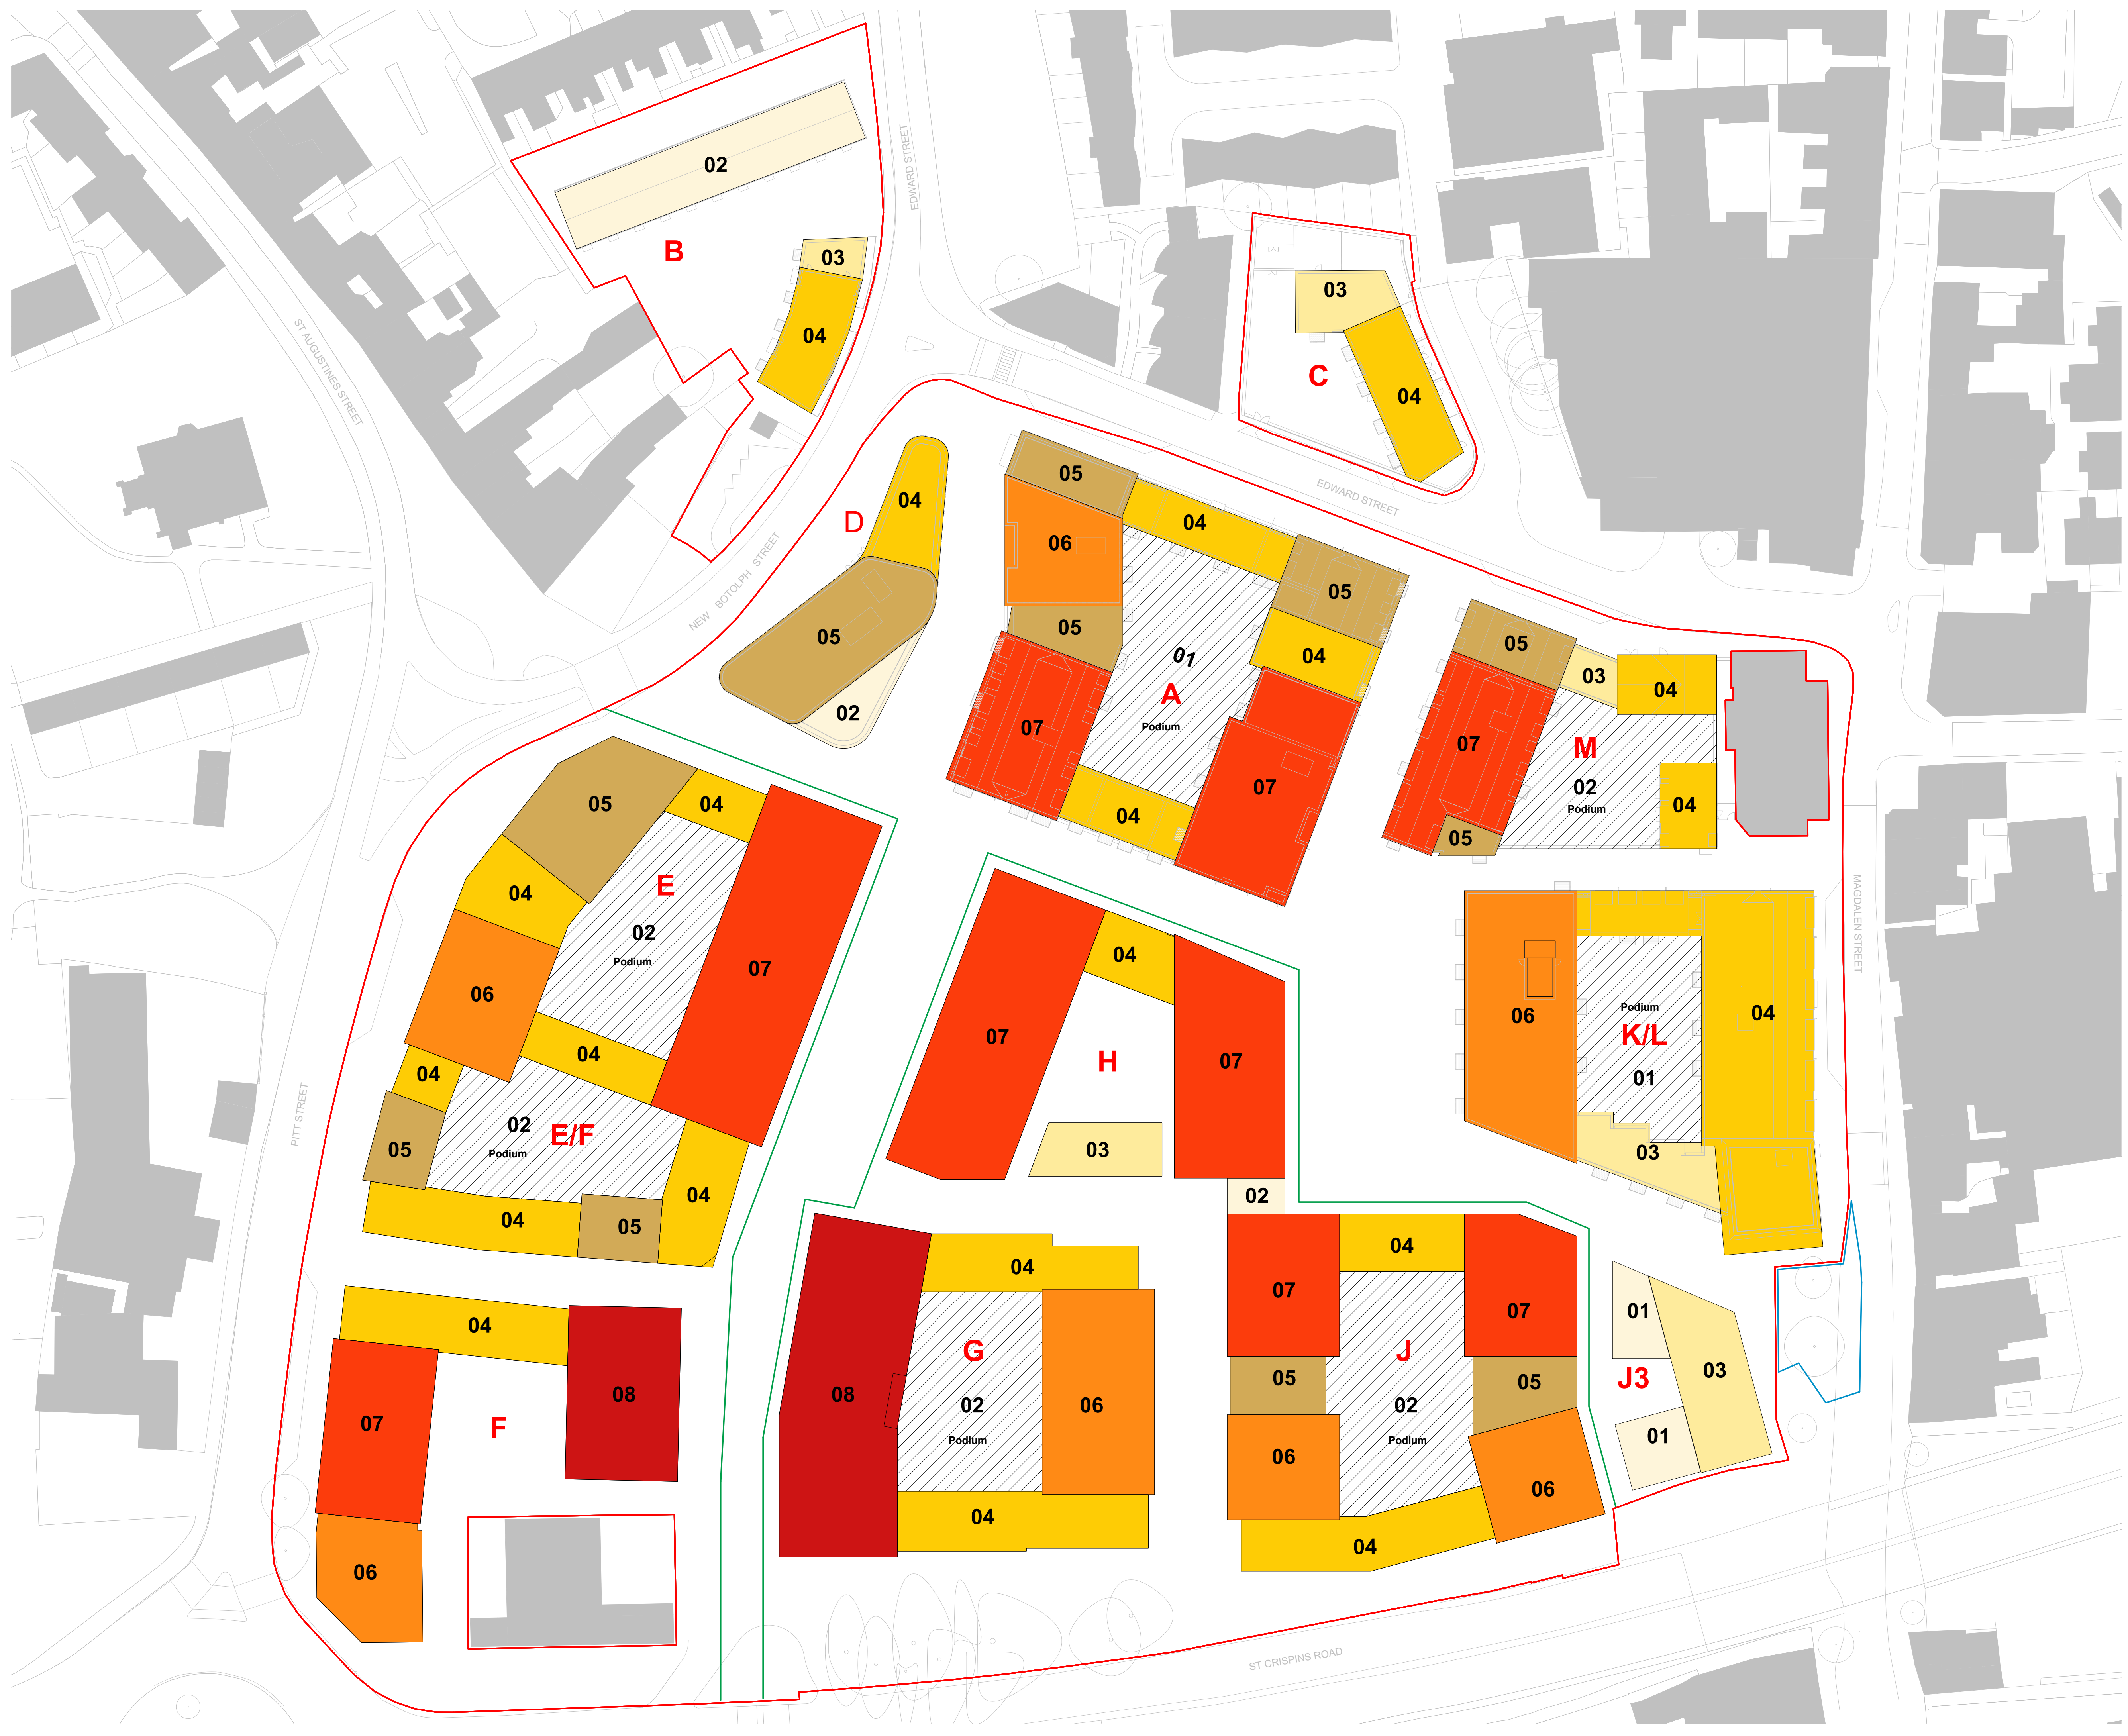 02
EDWARD STREET
B
03
04
03
C
04
ST AUGUSTINES STREET
EDWARD STREET
D
04
05
02
NEW BOTOLPH STREET
05
06
05
07
04
05
04
01
A
Podium
04
07
05
07
05
03
04
M
02
Podium
04
05
04
04
E
02
Podium
06
07
04
04
05
02
E/F
Podium
04
04
05
PITT STREET
07
04
07
H
03
02
06
Podium
K/L
01
04
03
MAGDALEN STREET
04
07
08
F
06
08
04
G
02
Podium
06
04
07
04
07
05
J
02
Podium
05
06
06
04
01
J3
03
01
ST CRISPINS ROAD